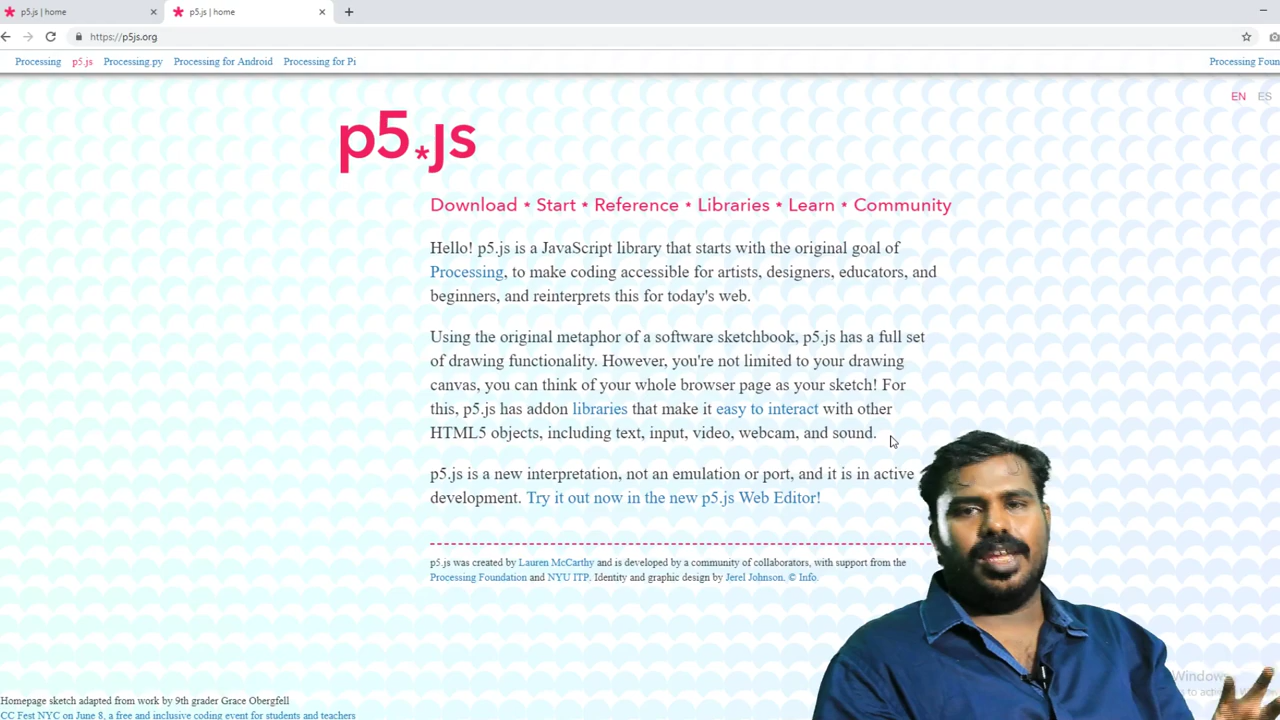 p5.js | home
p5.js | home
https://p5js.org
Processing p5.js Processing.py Processing for Android Processing for Pi Processing Foun
EN ES
p5.js
Download * Start * Reference * Libraries * Learn * Community
Hello! p5.js is a JavaScript library that starts with the original goal of
Processing, to make coding accessible for artists, designers, educators, and
beginners, and reinterprets this for today's web.
Using the original metaphor of a software sketchbook, p5.js has a full set
of drawing functionality. However, you're not limited to your drawing
canvas, you can think of your whole browser page as your sketch! For
this, p5.js has addon libraries that make it easy to interact with other
HTML5 objects, including text, input, video, webcam, and sound.
p5.js is a new interpretation, not an emulation or port, and it is in active
development. Try it out now in the new p5.js Web Editor!
p5.js was created by Lauren McCarthy and is developed by a community of collaborators, with support from the
Processing Foundation and NYU ITP. Identity and graphic design by Jerel Johnson. © Info.
Windows
Homepage sketch adapted from work by 9th grader Grace Obergfell
CC Fest NYC on June 8, a free and inclusive coding event for students and teachers